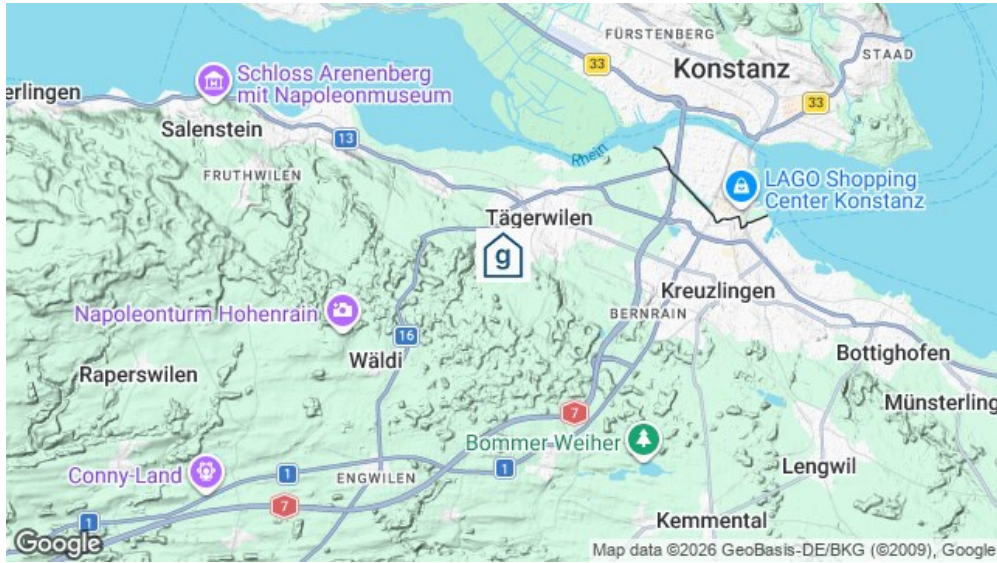 FÜRSTENBERG
STAAD
33
Konstanz
Schloss Arenenberg
mit Napoleonmuseum
erlingen
33
Salenstein
13
Rhein
FRUTHWILEN
LAGO Shopping
Center Konstanz
Tägerwilen
g
Kreuzlingen
Napoleonturm Hohenrain
BERNRAIN
16
Wäldi
Bottighofen
Raperswilen
Münsterling
7
Bommer Weiher
Lengwil
Conny-Land
1
ENGWILEN
1
7
1
Kemmental
Google
Map data ©2026 GeoBasis-DE/BKG (©2009), Google